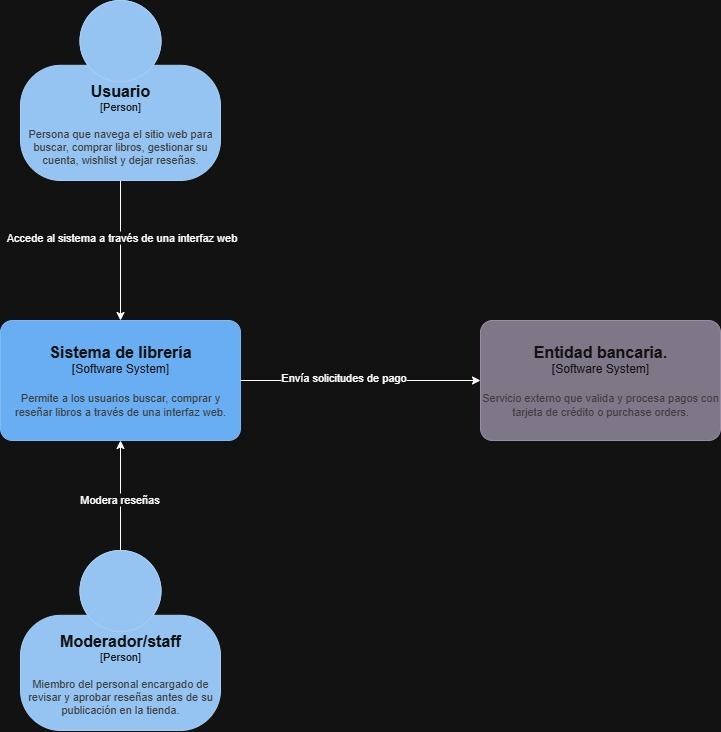 Usuario
[Person]
Persona que navega el sitio web para
buscar, comprar libros, gestionar su
cuenta, wishlist y dejar reseñas.
Accede al sistema a través de una interfaz web
Sistema de librería
[Software System]
Permite a los usuarios buscar, comprar y
reseñar libros a través de una interfaz web.
Envía solicitudes de pago
Entidad bancaria.
[Software System]
Servicio externo que valida y procesa pagos con
tarjeta de crédito o purchase orders.
Modera reseñas
Moderador/staff
[Person]
Miembro del personal encargado de
revisar y aprobar reseñas antes de su
publicación en la tienda.